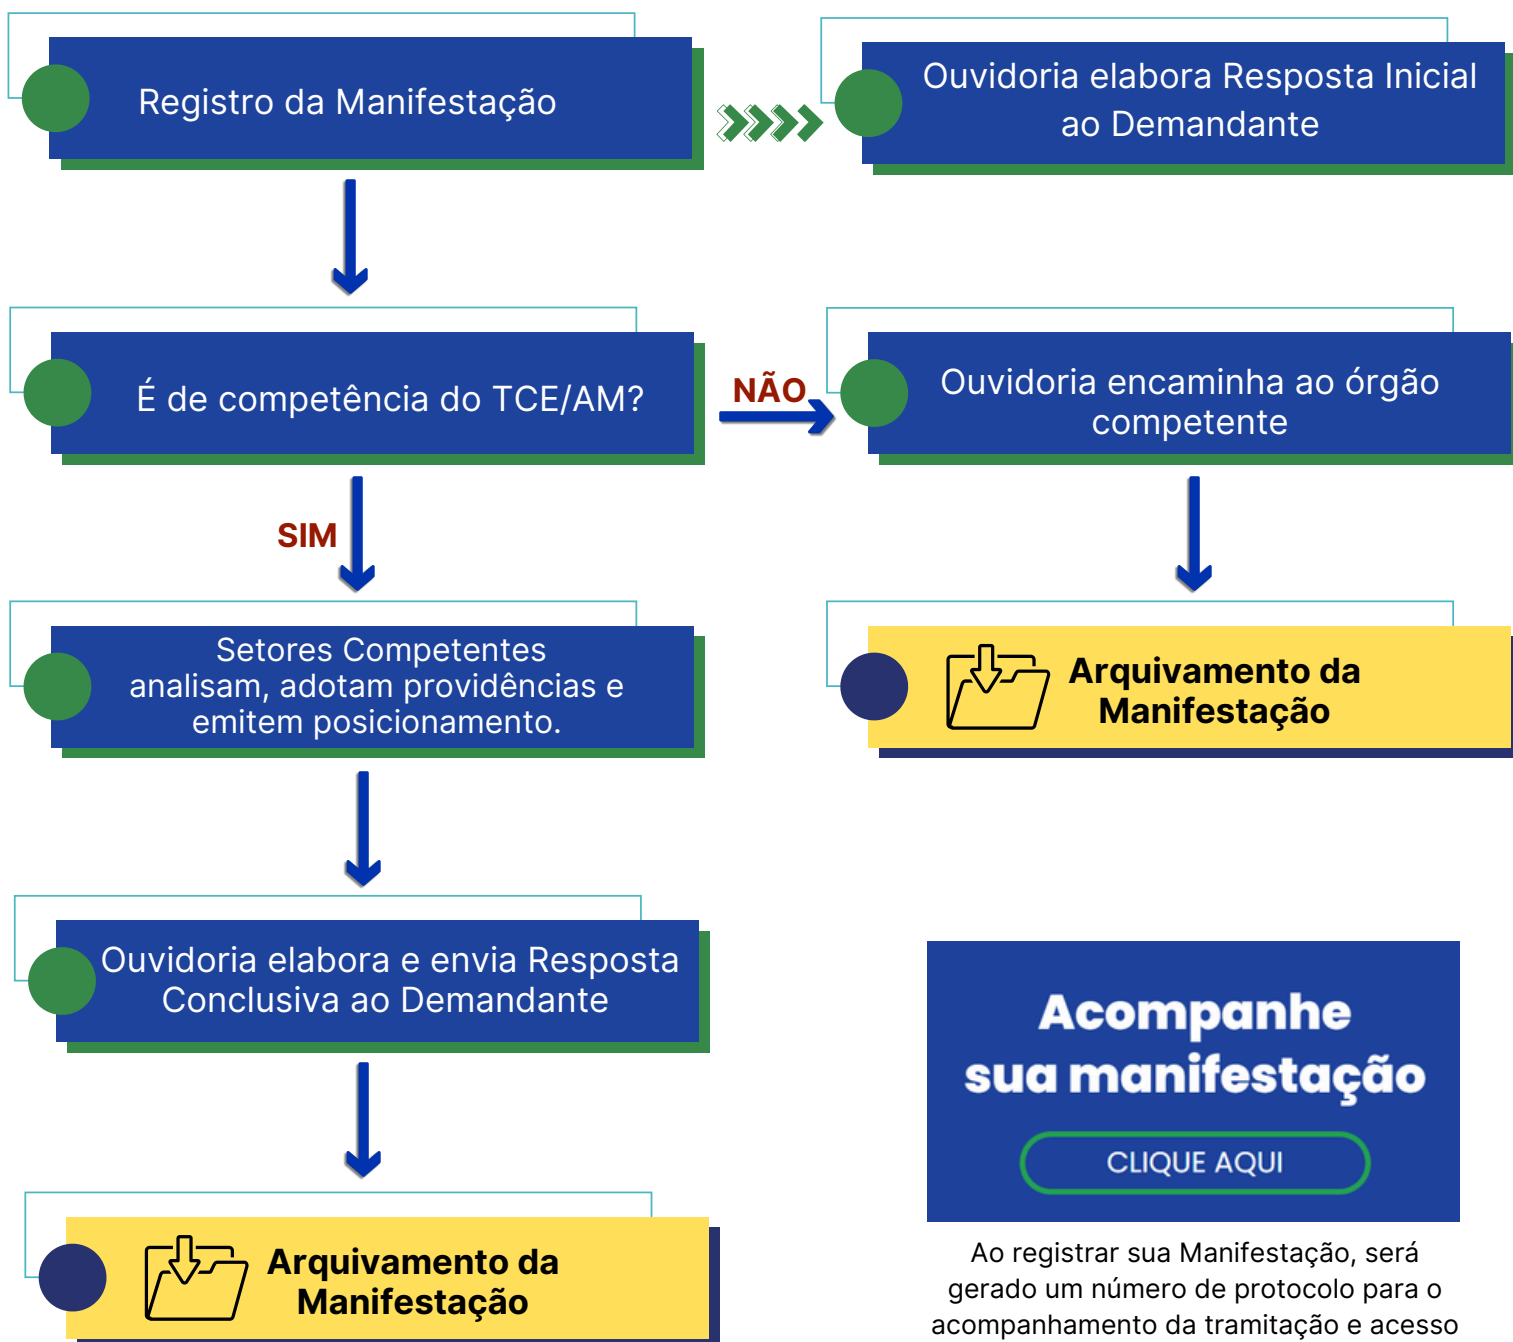 Registro da Manifestação
Ouvidoria elabora Resposta Inicial
ao Demandante
É de competência do TCE/AM?
NÃO
Ouvidoria encaminha ao órgão
competente
SIM
Setores Competentes
analisam, adotam providências e
emitem posicionamento.
Arquivamento da
Manifestação
Ouvidoria elabora e envia Resposta
Conclusiva ao Demandante
Arquivamento da
Manifestação
Acompanhe
sua manifestação
CLIQUE AQUI
Ao registrar sua Manifestação, será
gerado um número de protocolo para o
acompanhamento da tramitação e acesso